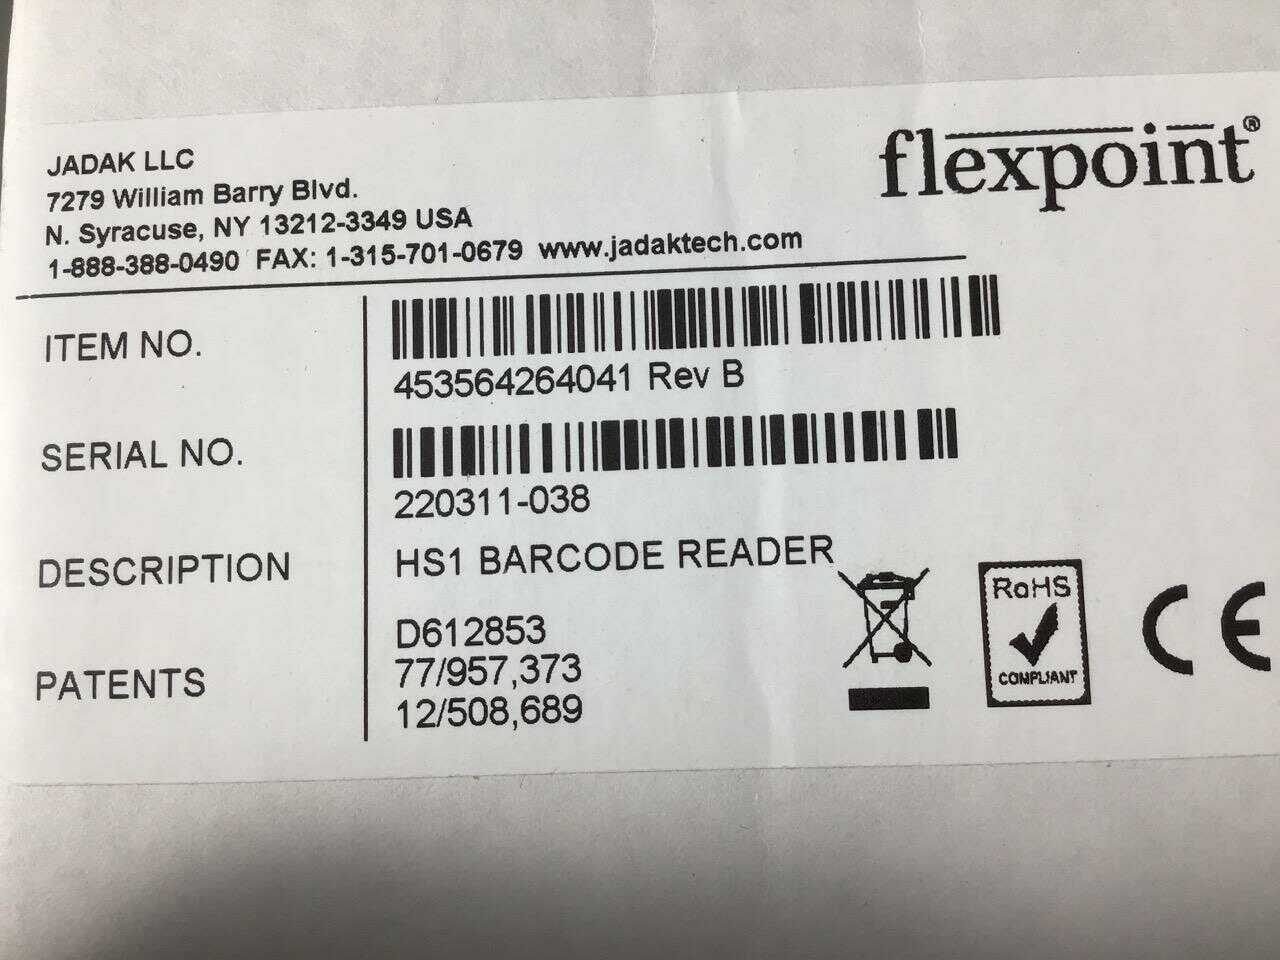 flexpoint®
JADAK LLC
7279 William Barry Blvd.
N. Syracuse, NY 13212-3349 USA
1-888-388-0490 FAX: 1-315-701-0679 www.jadaktech.com
ITEM NO.
453564264041 Rev B
SERIAL NO.
220311-038
DESCRIPTION
HS1 BARCODE READER
PATENTS
D612853
77/957,373
12/508,689
RoHS
COMPLIANT
CE